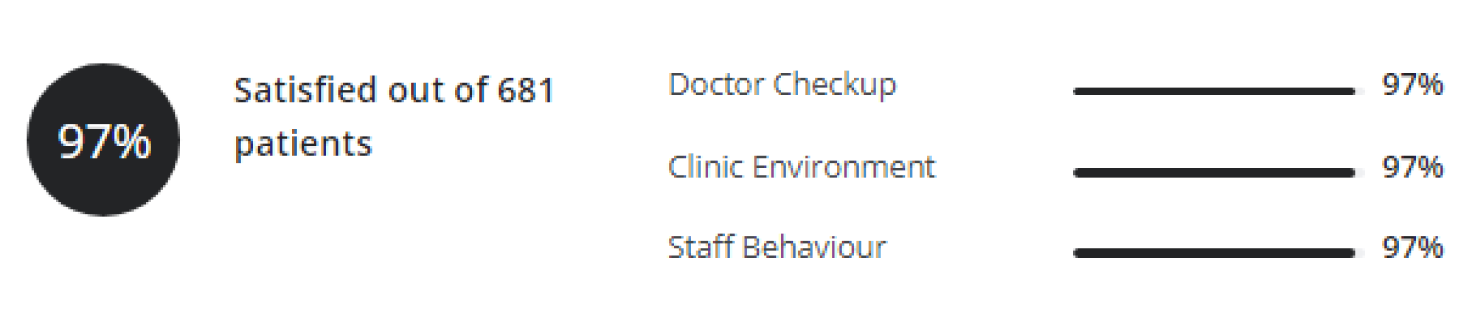 97%
Satisfied out of 681
patients
Doctor Checkup 97%
Clinic Environment 97%
Staff Behaviour 97%